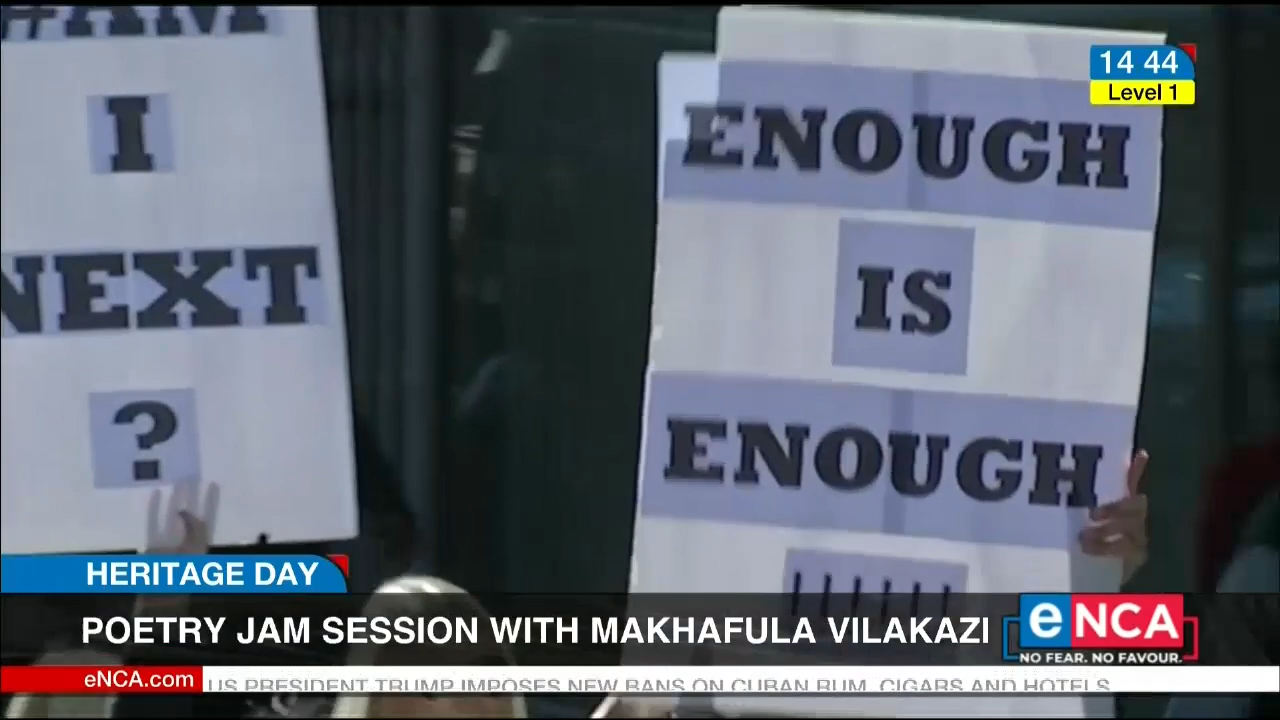 #AM
I
NEXT
?
ENOUGH
IS
ENOUGH
!!!!!!
14 44
Level 1
HERITAGE DAY
POETRY JAM SESSION WITH MAKHAFULA VILAKAZI
eNCA
NO FEAR. NO FAVOUR.
eNCA.com
US PRESIDENT TRUMP IMPOSES NEW BANS ON CUBAN RUM, CIGARS AND HOTELS